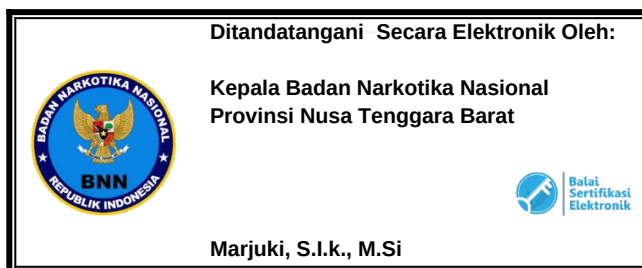 Ditandatangani Secara Elektronik Oleh:
Kepala Badan Narkotika Nasional
Provinsi Nusa Tenggara Barat
BADAN NARKOTIKA NASIONAL
BNN
REPUBLIK INDONESIA
Balai
Sertifikasi
Elektronik
Marjuki, S.I.k., M.Si